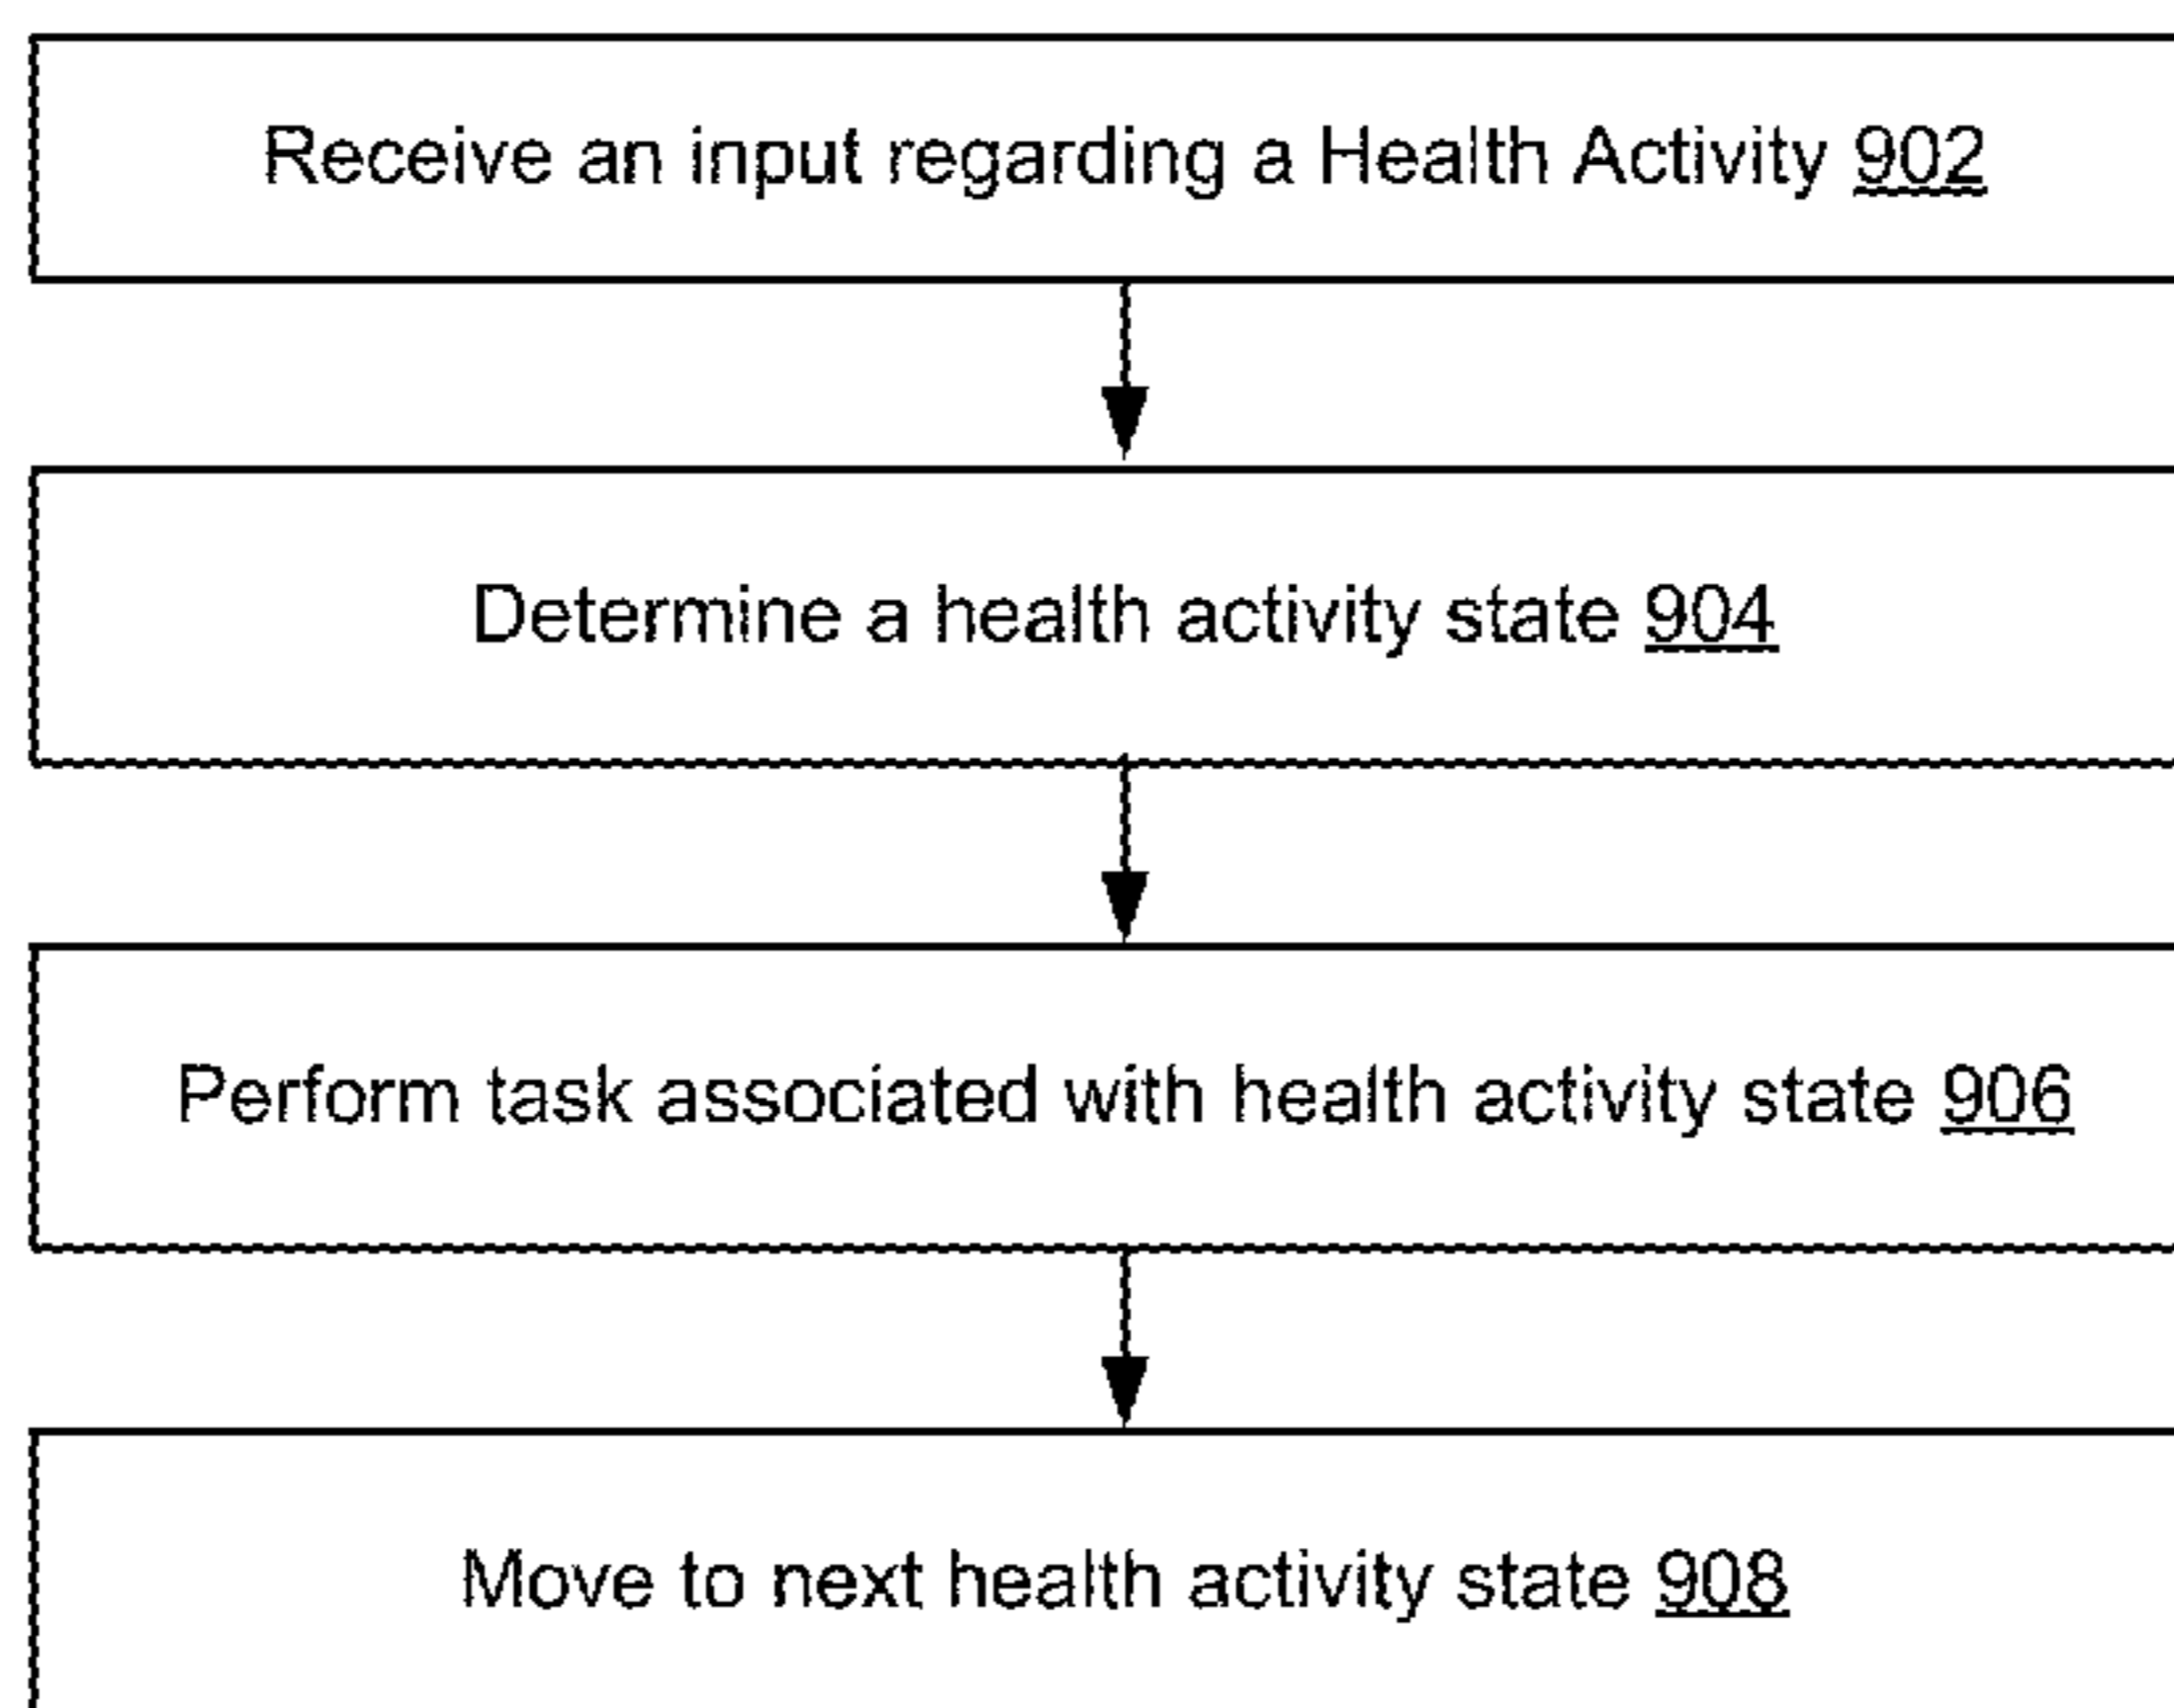 Receive an input regarding a Health Activity 902
Determine a health activity state 904
Perform task associated with health activity state 906
Move to next health activity state 908